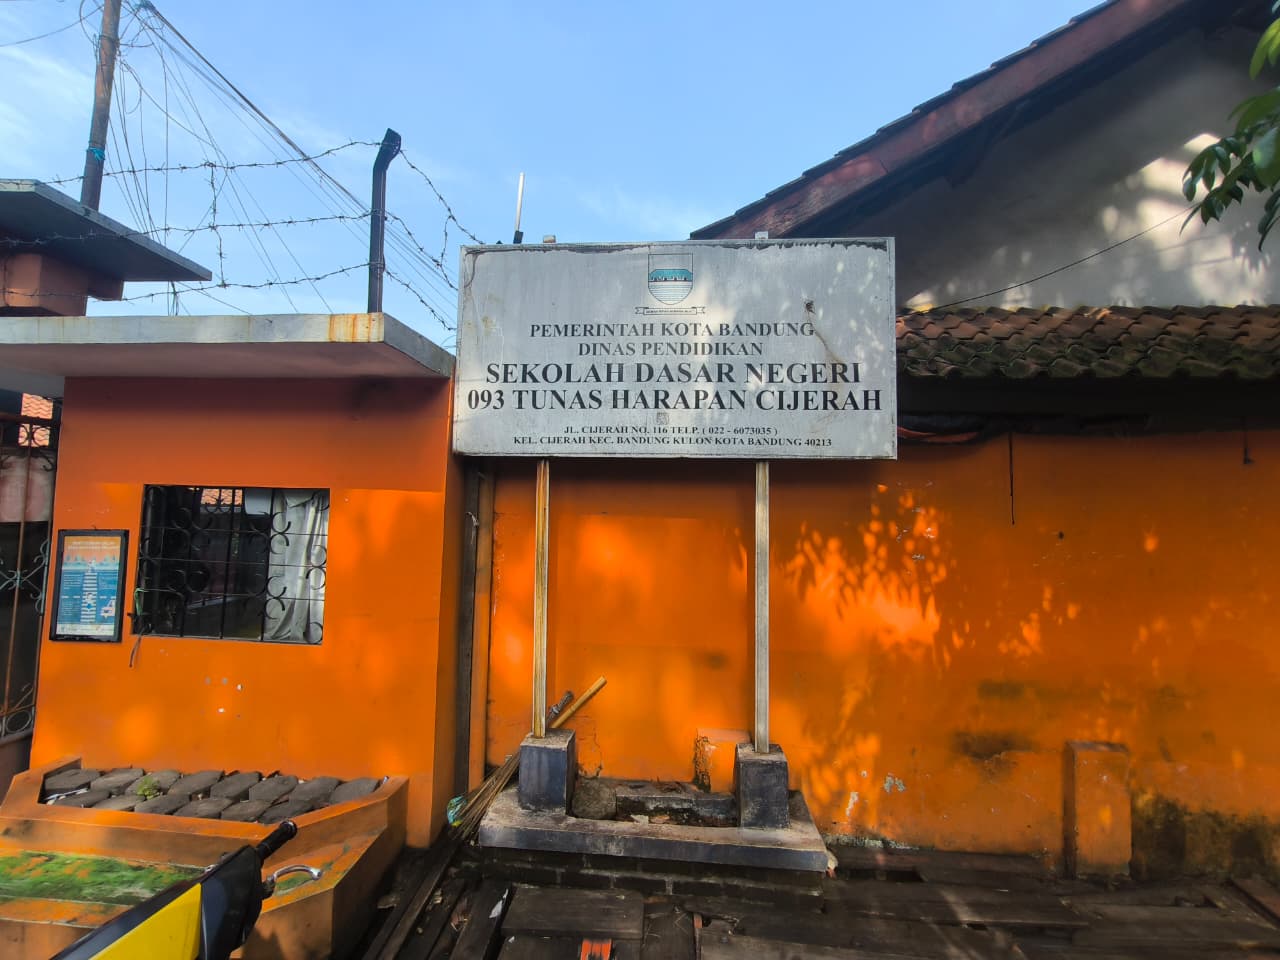 PEMERINTAH KOTA BANDUNG
DINAS PENDIDIKAN
SEKOLAH DASAR NEGERI
093 TUNAS HARAPAN CIJERAH
JL. CIJERAH NO. 116 TELP. ( 022 - 6073035 )
KEL. CIJERAH KEC. BANDUNG KULON KOTA BANDUNG 40213